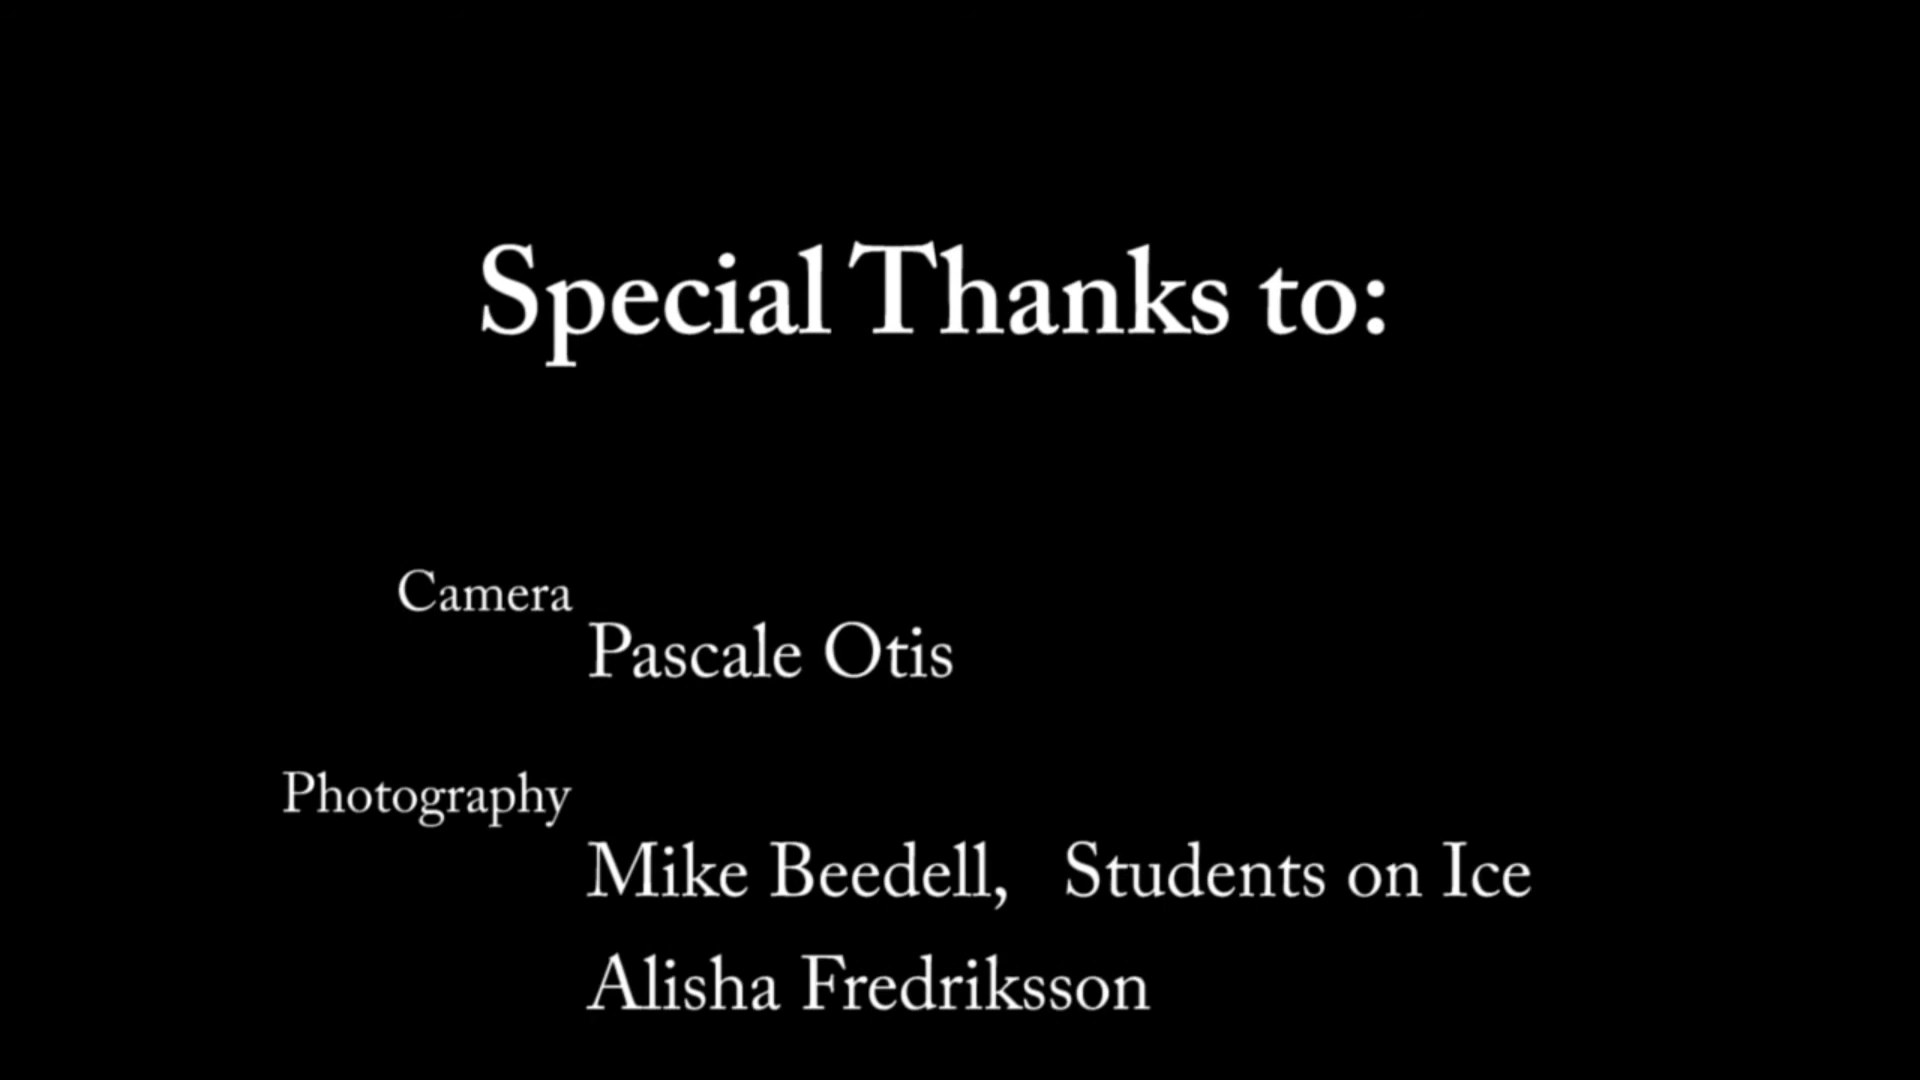 Special Thanks to:
Camera
Pascale Otis
Photography
Mike Beedell, Students on Ice
Alisha Fredriksson